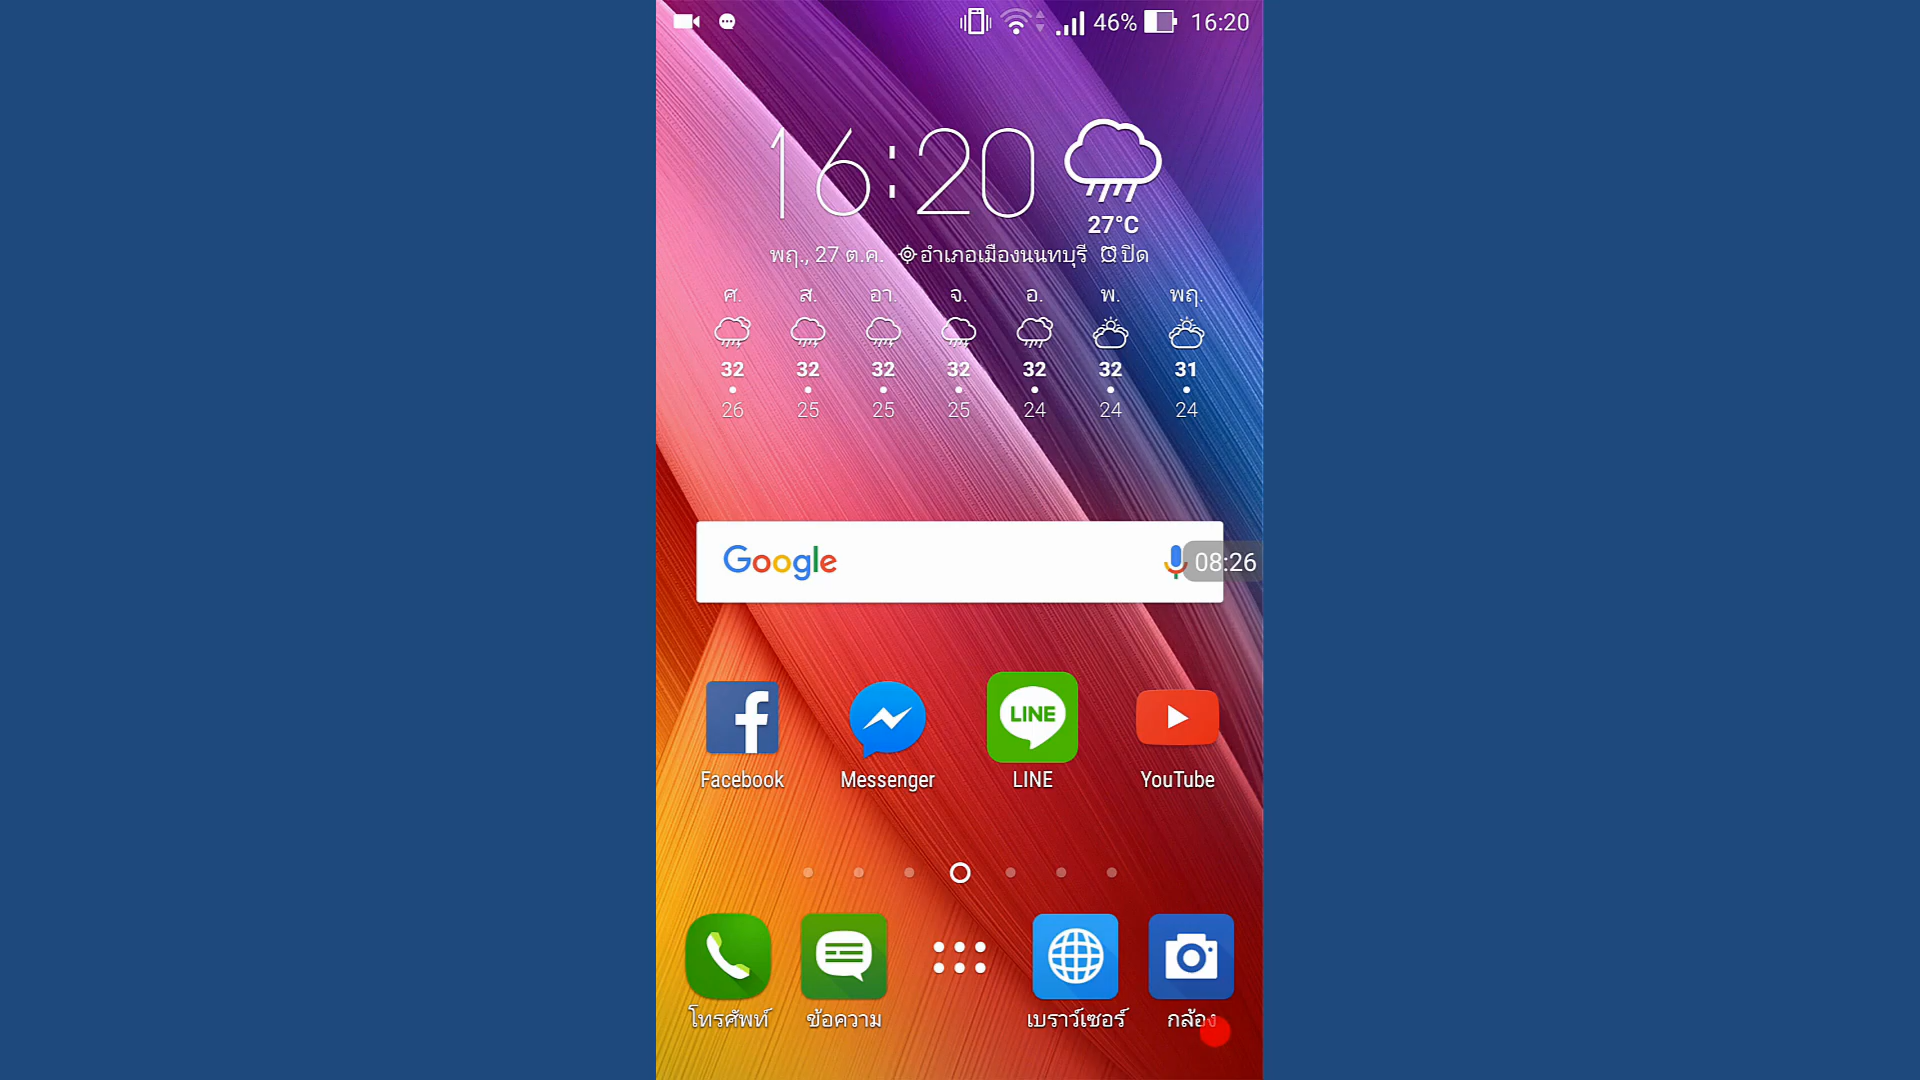 46% 16:20
16:20
27°C
พฤ., 27 ต.ค. อำเภอเมืองนนทบุรี ปิด
ศ. ส. อา. จ. อ. พ. พฤ.
32 32 32 32 32 32 31
26 25 25 25 24 24 24
Google 08:26
LINE
Facebook Messenger LINE YouTube
โทรศัพท์ ข้อความ เบราว์เซอร์ กล้อง